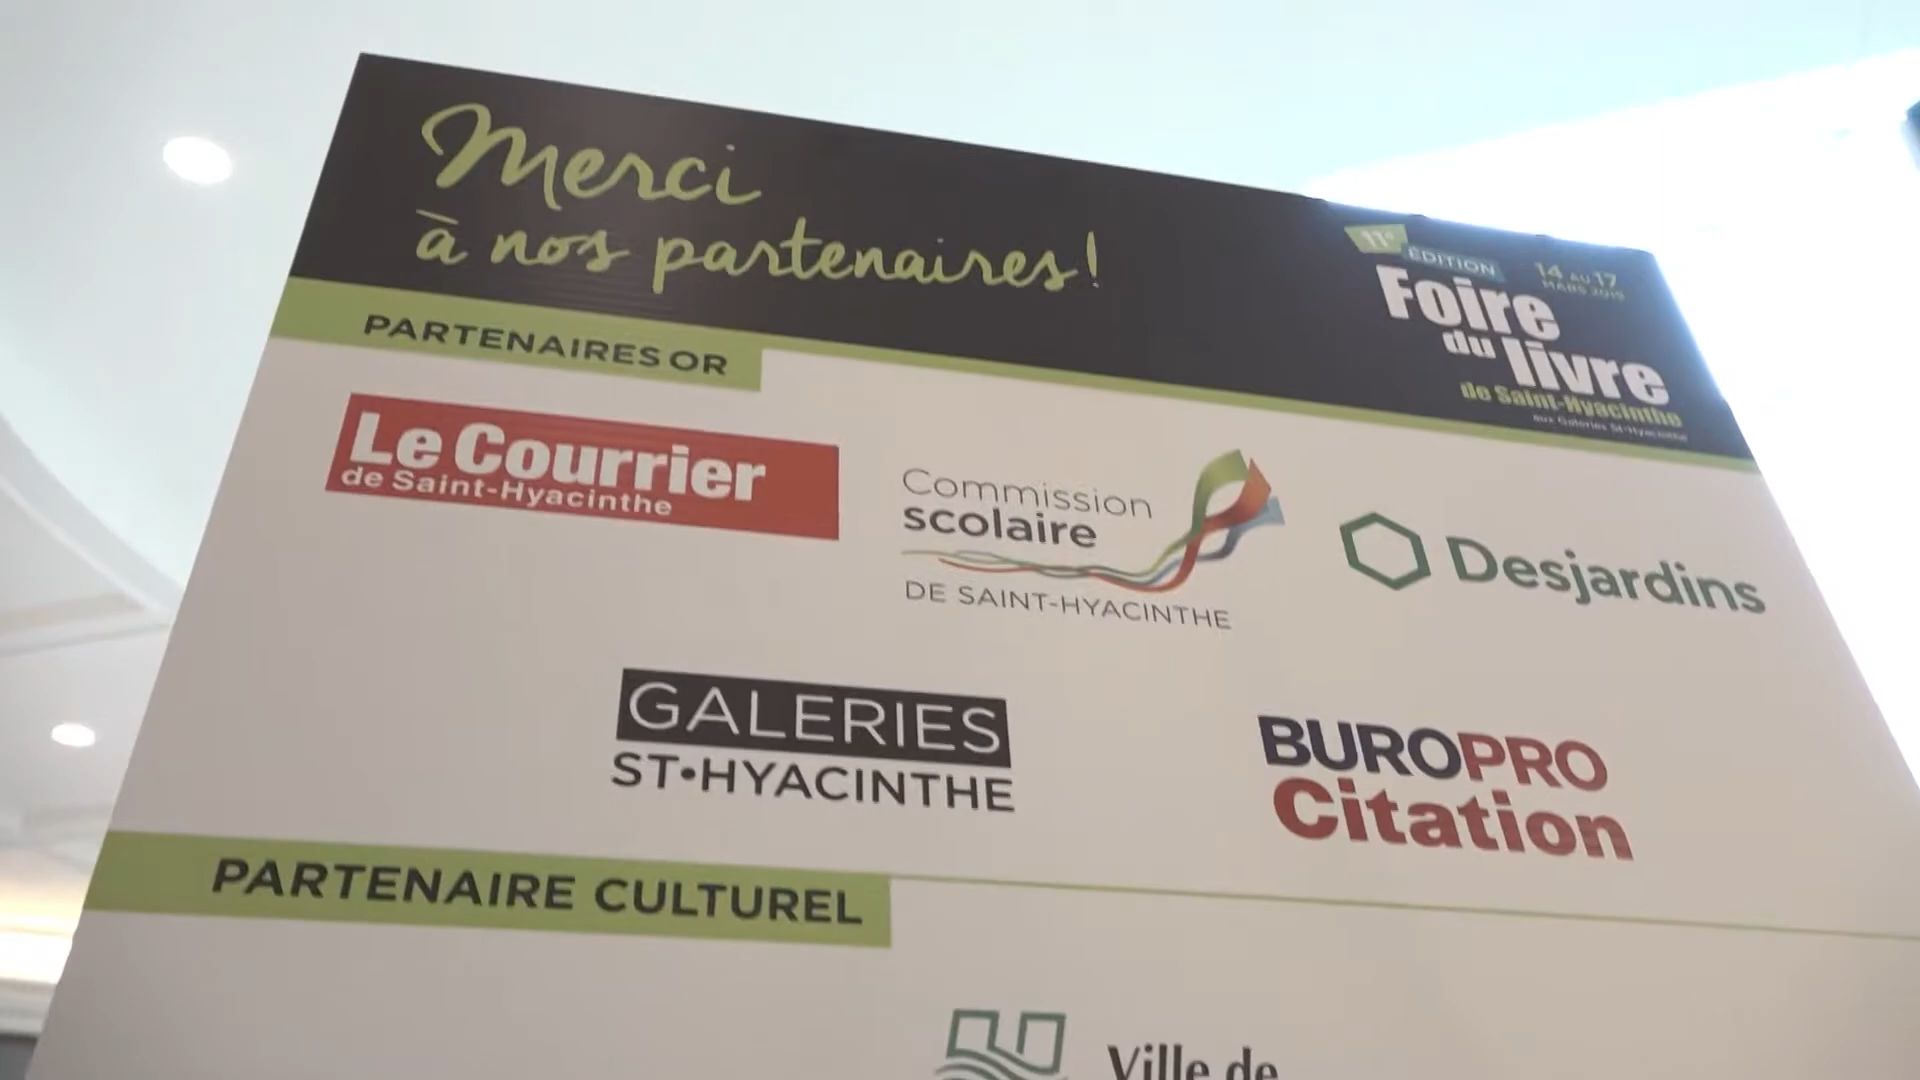 Merci
à nos partenaires!
11e
ÉDITION
14 AU 17
MARS 2019
Foire
du livre
de Saint-Hyacinthe
aux Galeries St-Hyacinthe
PARTENAIRES OR
Le Courrier
de Saint-Hyacinthe
Commission
scolaire
DE SAINT-HYACINTHE
Desjardins
GALERIES
ST•HYACINTHE
BUROPRO
Citation
PARTENAIRE CULTUREL
Ville de